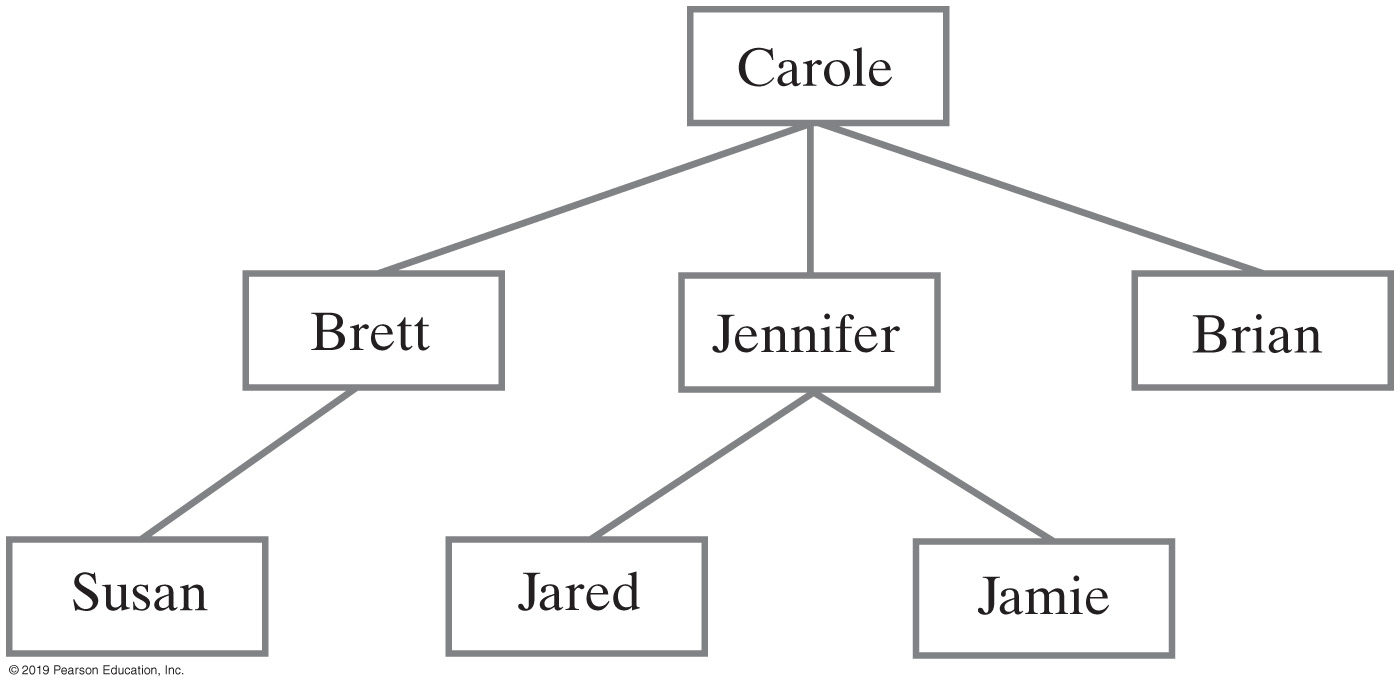 Carole
Brett
Jennifer
Brian
Susan
Jared
Jamie
© 2019 Pearson Education, Inc.